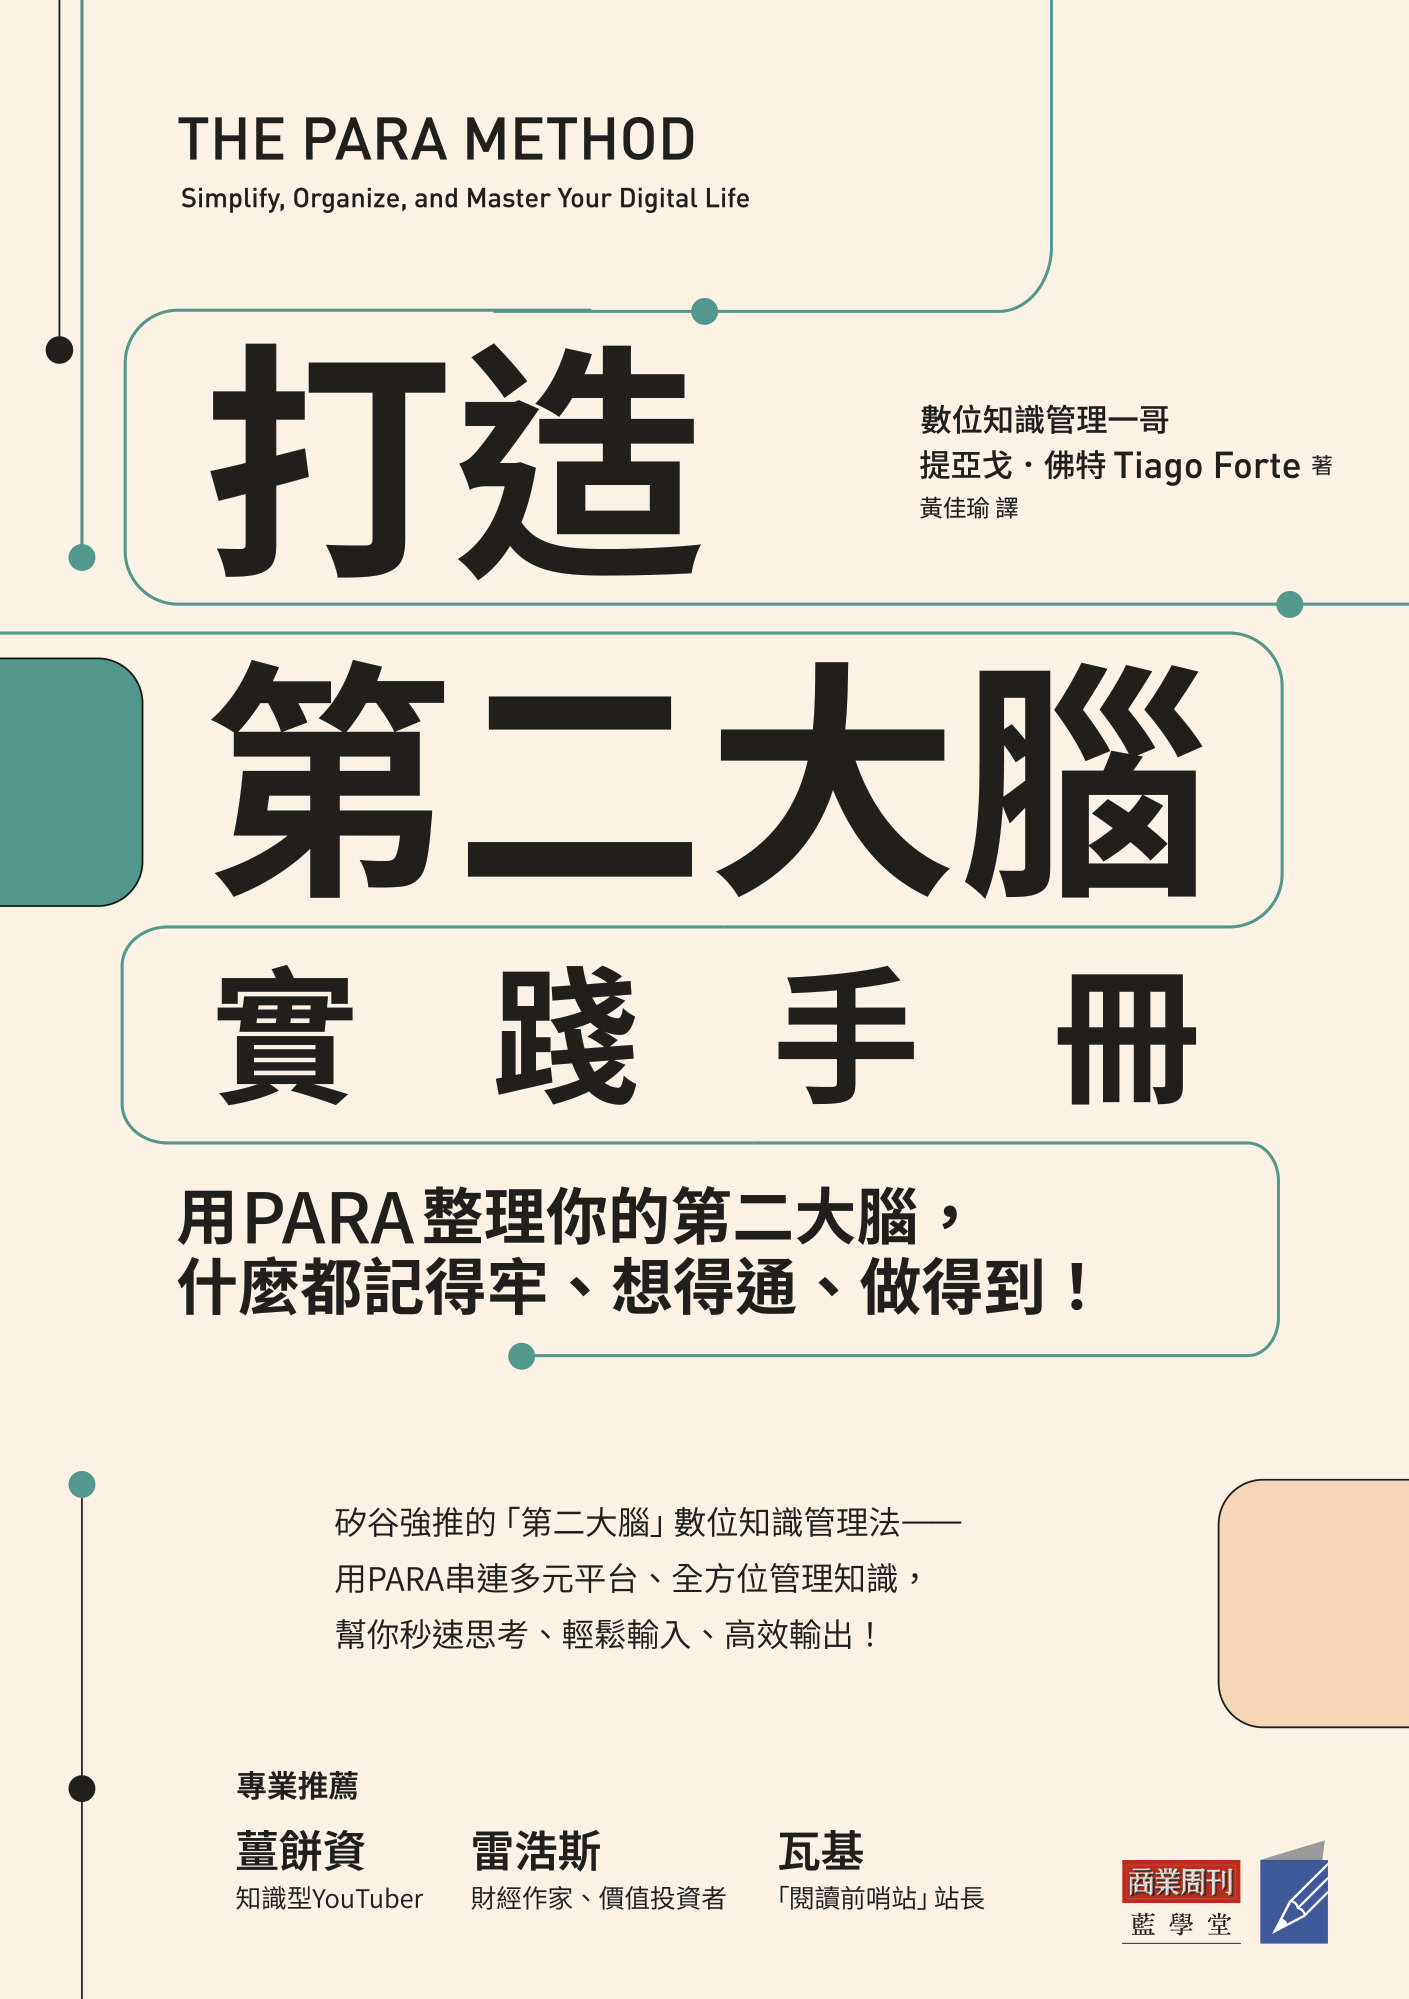 THE PARA METHOD
Simplify, Organize, and Master Your Digital Life
打造
數位知識管理一哥
提亞戈．佛特 Tiago Forte 著
黃佳瑜 譯
第二大腦
實踐手冊
用PARA整理你的第二大腦，
什麼都記得牢、想得通、做得到！
矽谷強推的「第二大腦」數位知識管理法——
用PARA串連多元平台、全方位管理知識，
幫你秒速思考、輕鬆輸入、高效輸出！
專業推薦
薑餅資 雷浩斯 瓦基
知識型YouTuber 財經作家、價值投資者 「閱讀前哨站」站長
商業周刊
藍學堂